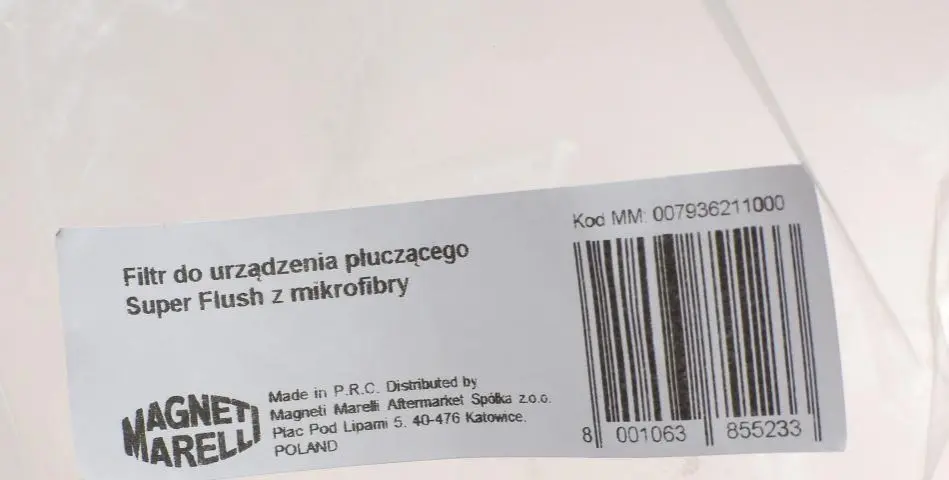 Kod MM: 007936211000
Filtr do urządzenia płuczącego
Super Flush z mikrofibry
MAGNETI
MARELLI
Made in P.R.C. Distributed by
Magneti Marelli Aftermarket Spółka z.o.o.
Plac Pod Lipami 5. 40-476 Katowice.
POLAND
8 001063 855233